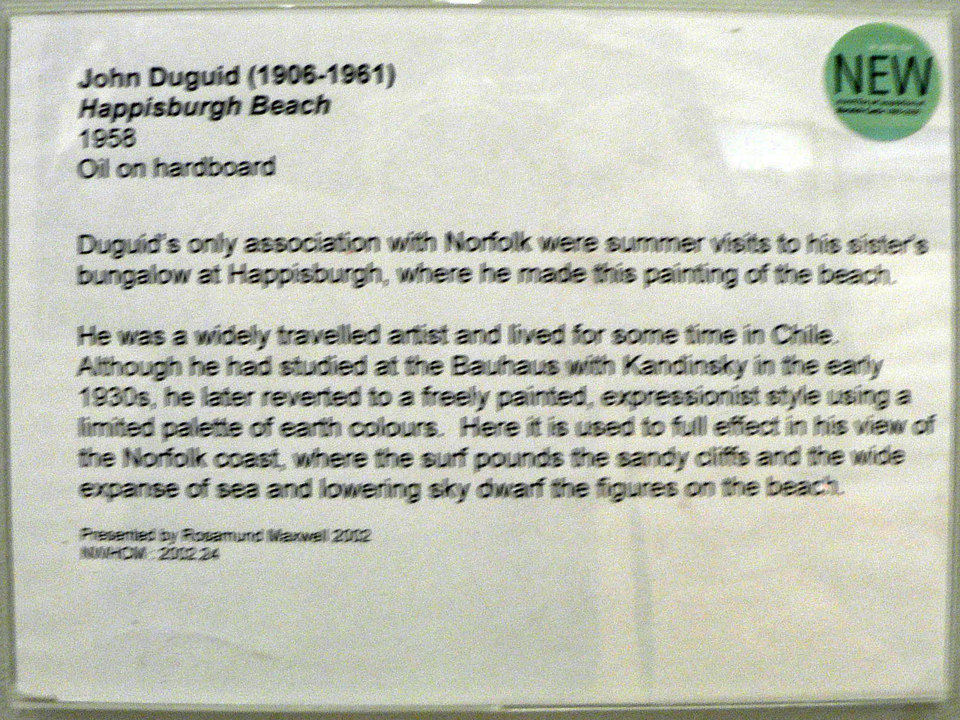 John Duguid (1906-1961)
Happisburgh Beach
1958
Oil on hardboard
NEW
Duguid's only association with Norfolk were summer visits to his sister's
bungalow at Happisburgh, where he made this painting of the beach.
He was a widely travelled artist and lived for some time in Chile.
Although he had studied at the Bauhaus with Kandinsky in the early
1930s, he later reverted to a freely painted, expressionist style using a
limited palette of earth colours.  Here it is used to full effect in his view of
the Norfolk coast, where the surf pounds the sandy cliffs and the wide
expanse of sea and lowering sky dwarf the figures on the beach.
Presented by Rosamund Maxwell 2002
NWHCM : 2002.24